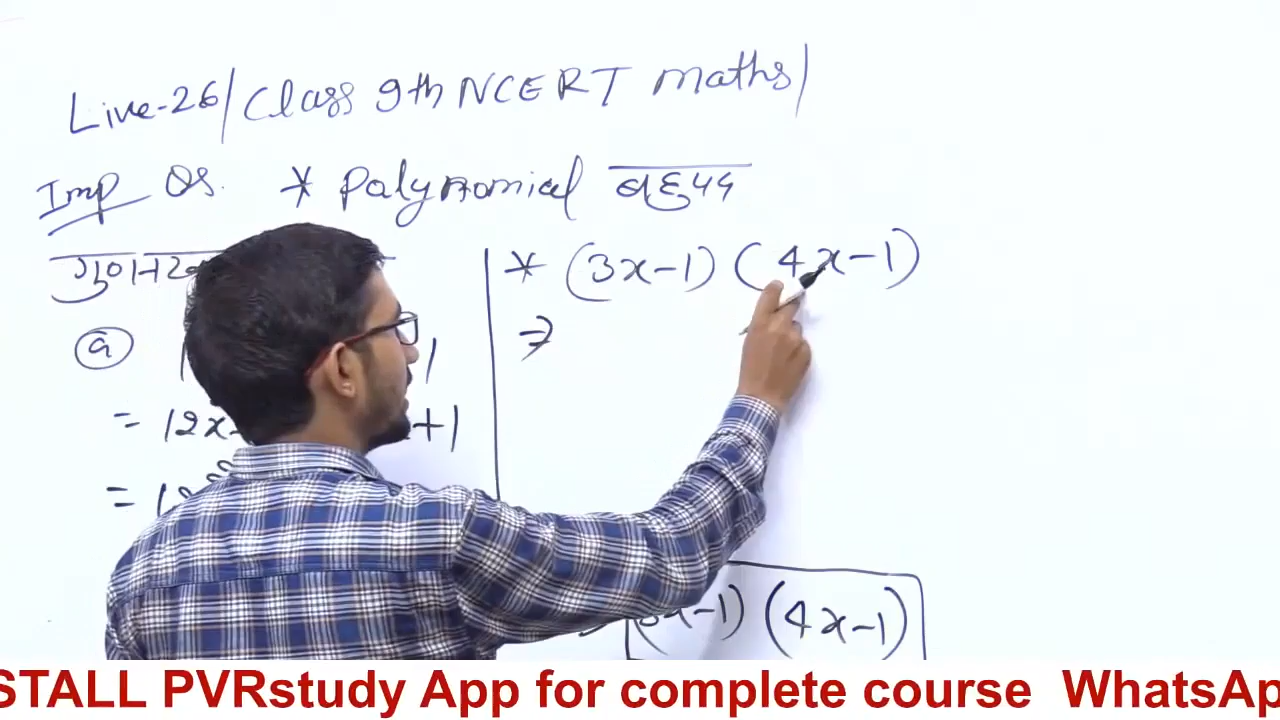 Live-26/Class 9th NCERT maths/
Imp Qs. * Polynomial बहुपद
* (3x-1) (4x-1)
⇒
(a)
= 12x +1
=
(4x-1)
STALL PVRstudy App for complete course WhatsAp